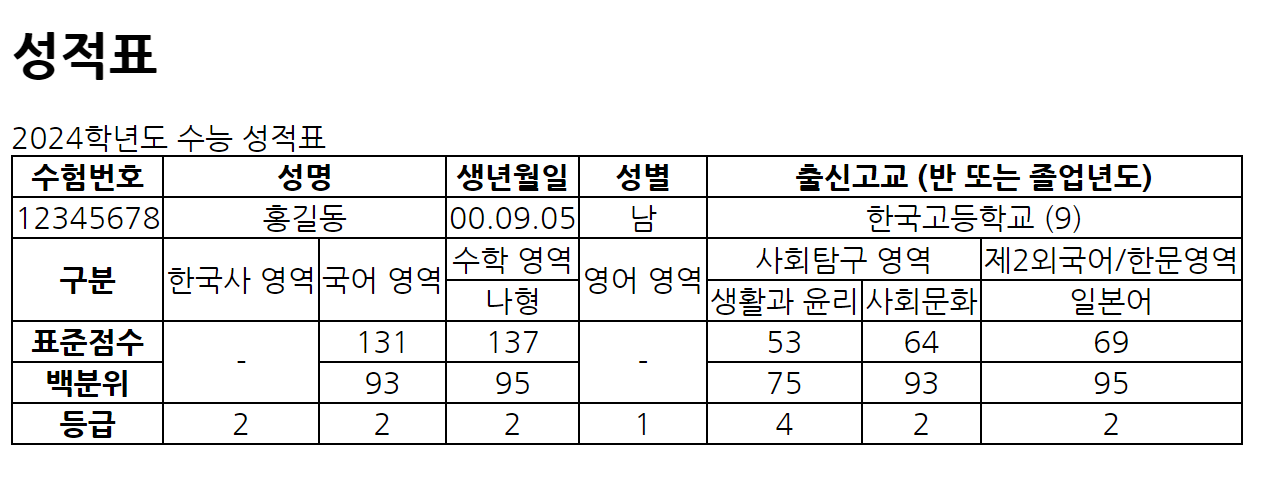 성적표
2024학년도 수능 성적표
수험번호 성명 생년월일 성별 출신고교 (반 또는 졸업년도)
12345678 홍길동 00.09.05 남 한국고등학교 (9)
구분 한국사 영역 국어 영역 수학 영역 영어 영역 사회탐구 영역 제2외국어/한문영역
나형 생활과 윤리 사회문화 일본어
표준점수 - 131 137 - 53 64 69
백분위 93 95 75 93 95
등급 2 2 2 1 4 2 2